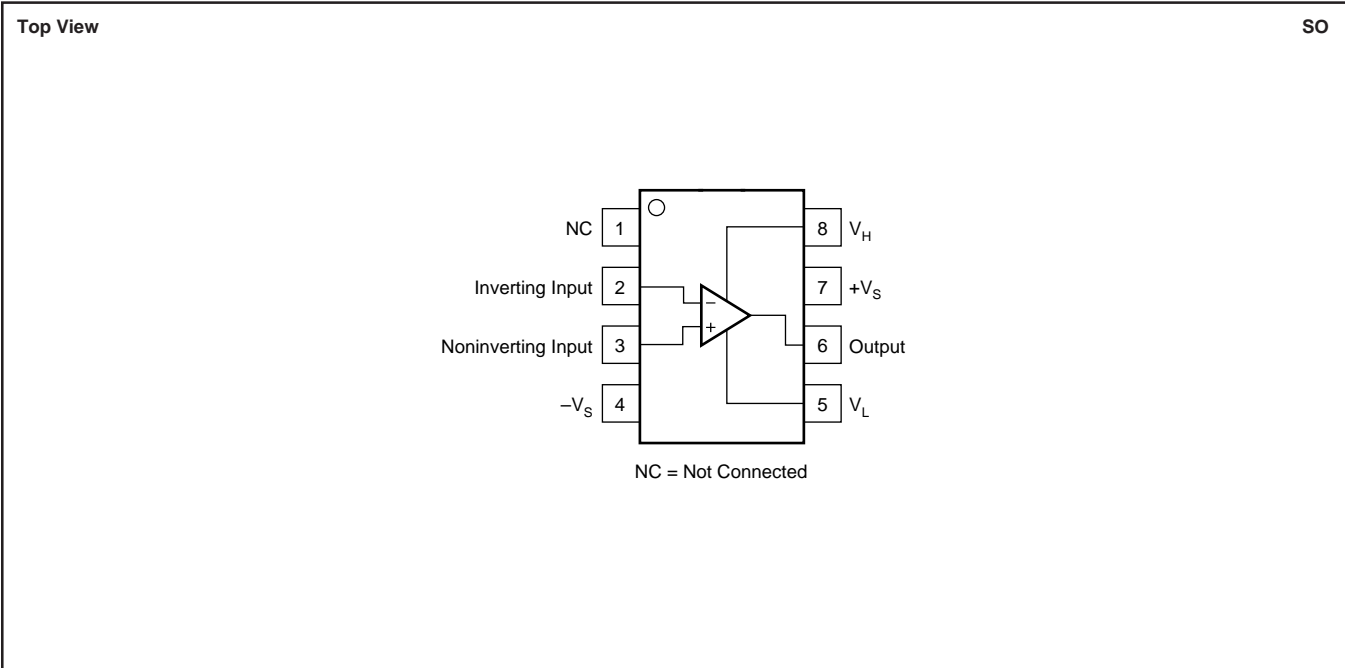 Top View SO
NC 1 8 V_H
Inverting Input 2 7 +V_S
− 
Noninverting Input 3 + 6 Output
–V_S 4 5 V_L
NC = Not Connected